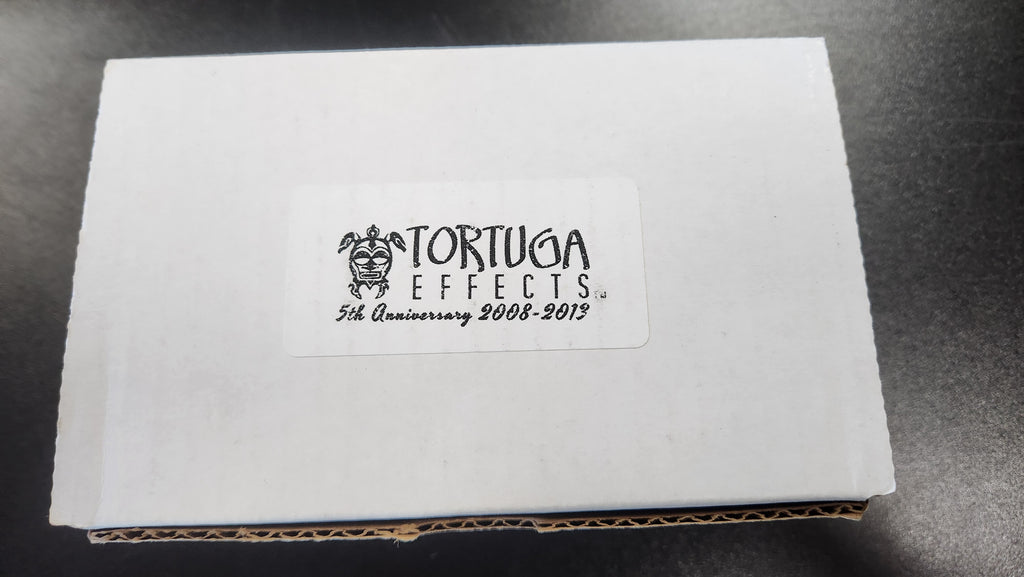 TORTUGA
EFFECTS
5th Anniversary 2008-2013